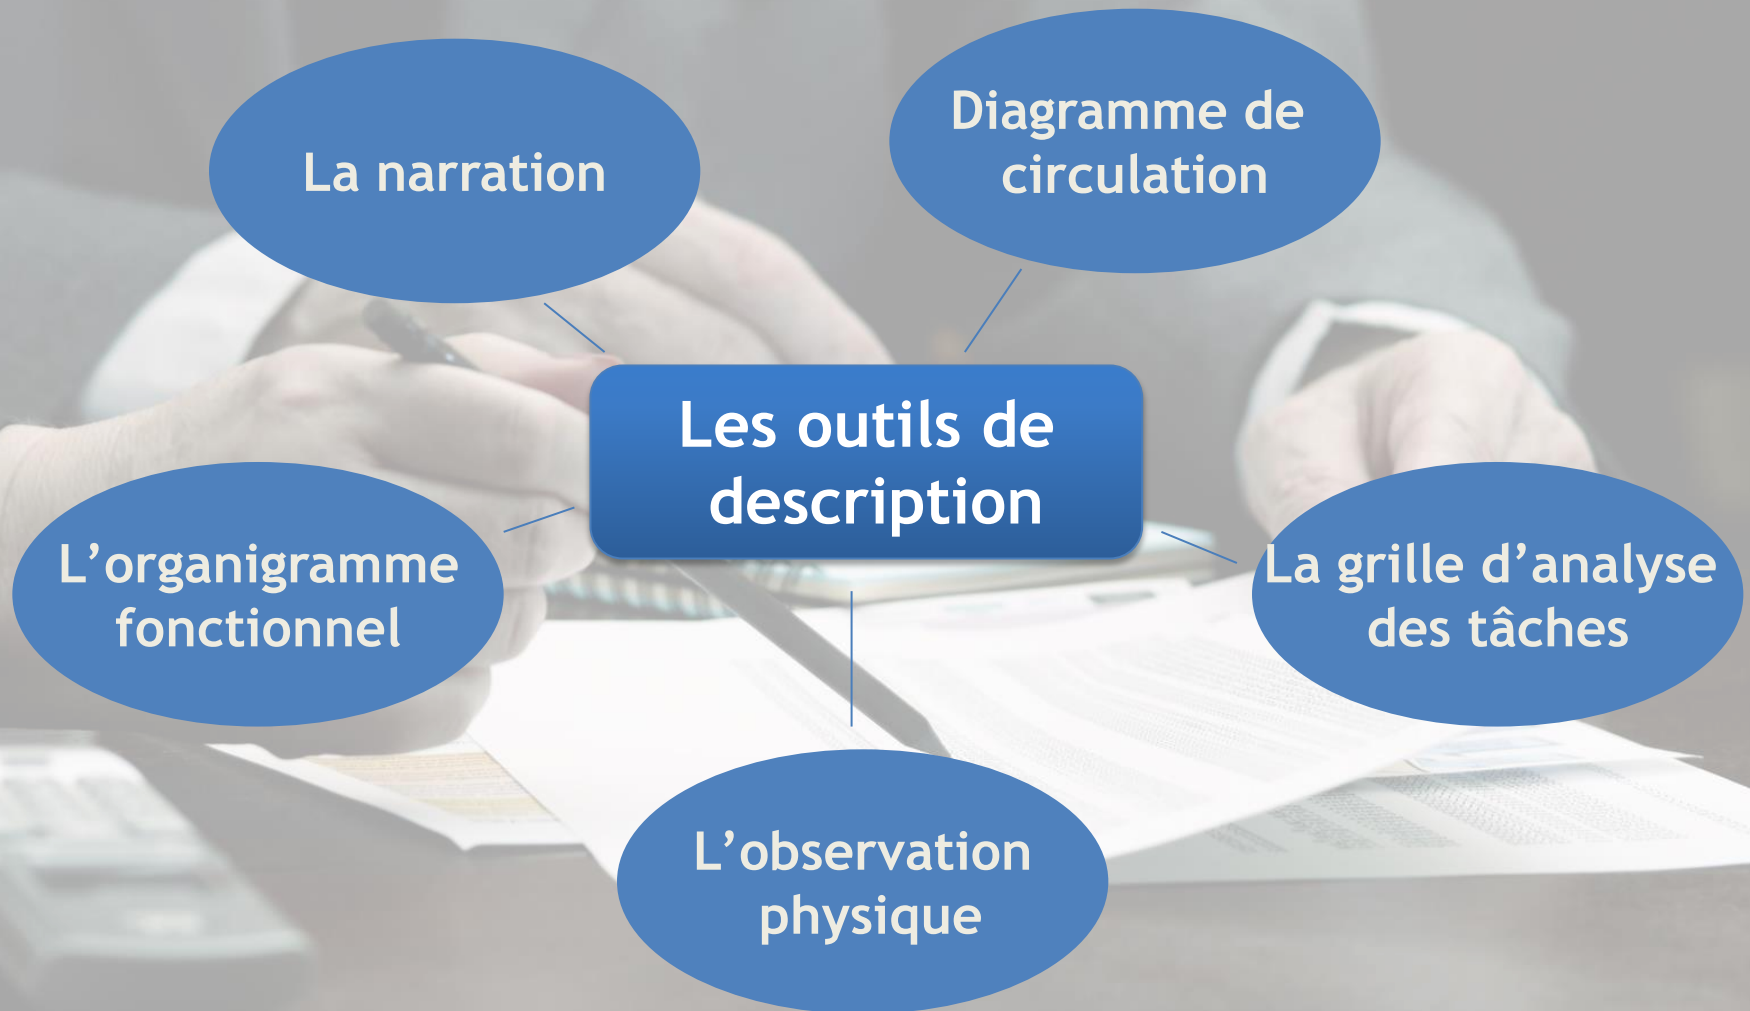 La narration
Diagramme de
circulation
Les outils de
description
L’organigramme
fonctionnel
La grille d’analyse
des tâches
L’observation
physique